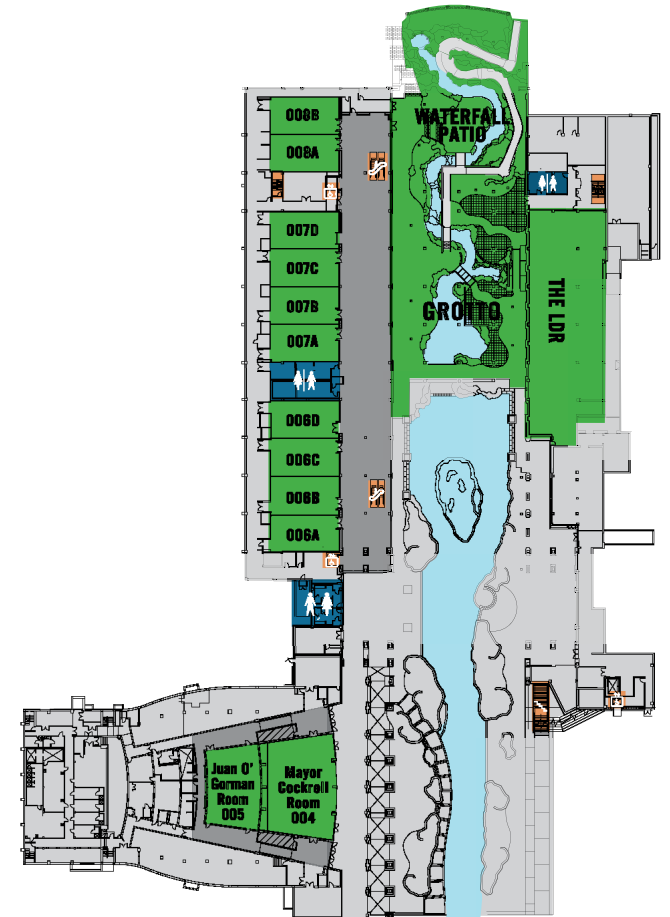 008B
008A
WATERFALL
PATIO
007D
007C
007B
007A
GROTTO
THE LDR
006D
006C
006B
006A
Juan O'
Gorman
Room
005
Mayor
Cockrell
Room
004